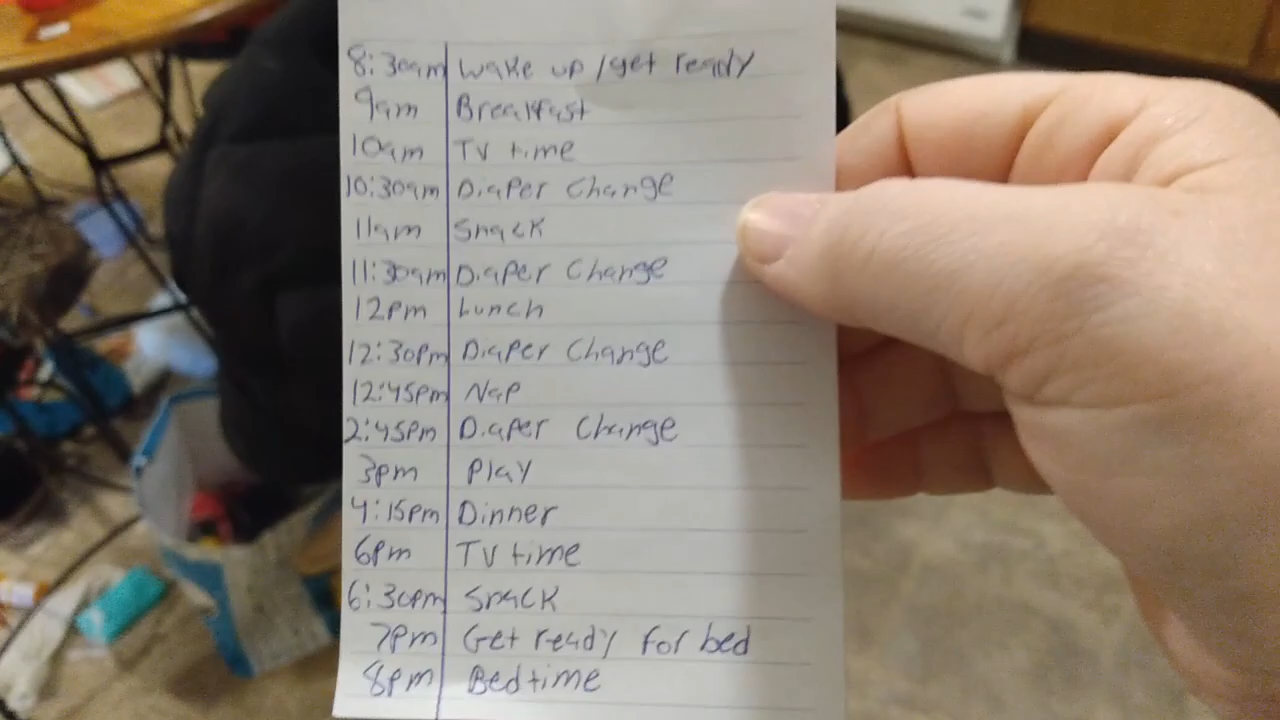 8:30am Wake up /get ready
9am Breakfast
10am TV time
10:30am Diaper Change
11am Snack
11:30am Diaper Change
12pm Lunch
12:30pm Diaper Change
12:45pm Nap
2:45pm Diaper Change
3pm Play
4:15pm Dinner
6pm TV time
6:30pm Snack
7pm Get ready for bed
8pm Bedtime